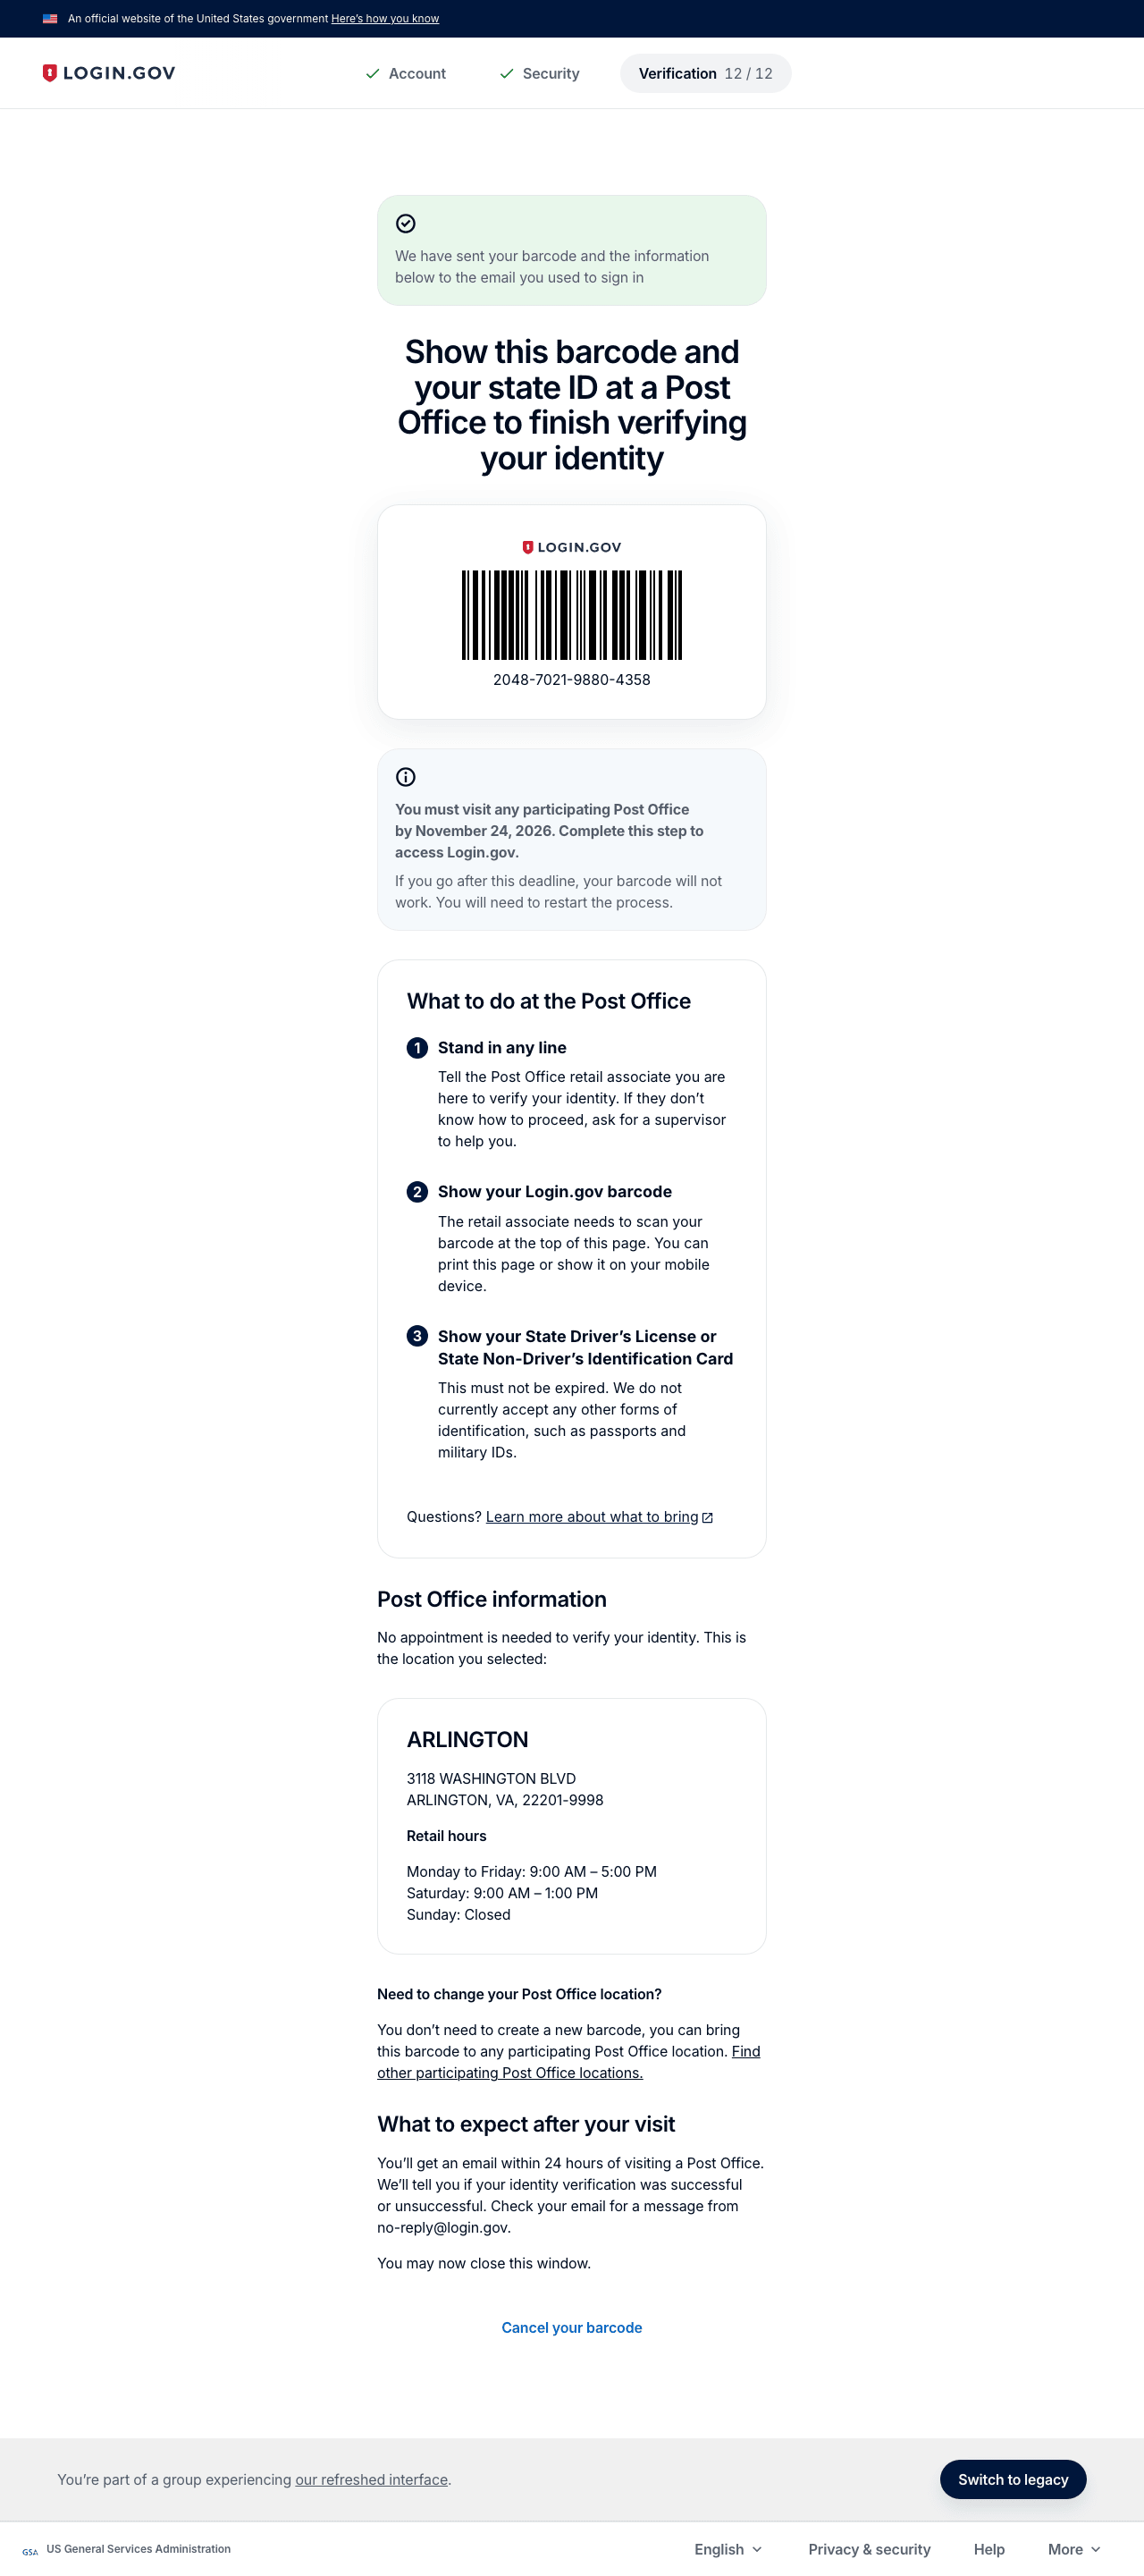 An official website of the United States government Here’s how you know
LOGIN.GOV
Account
Security
Verification 12 / 12
We have sent your barcode and the information
below to the email you used to sign in
Show this barcode and
your state ID at a Post
Office to finish verifying
your identity
LOGIN.GOV
2048-7021-9880-4358
You must visit any participating Post Office
by November 24, 2026. Complete this step to
access Login.gov.
If you go after this deadline, your barcode will not
work. You will need to restart the process.
What to do at the Post Office
1 Stand in any line
Tell the Post Office retail associate you are
here to verify your identity. If they don’t
know how to proceed, ask for a supervisor
to help you.
2 Show your Login.gov barcode
The retail associate needs to scan your
barcode at the top of this page. You can
print this page or show it on your mobile
device.
3 Show your State Driver’s License or
State Non-Driver’s Identification Card
This must not be expired. We do not
currently accept any other forms of
identification, such as passports and
military IDs.
Questions? Learn more about what to bring
Post Office information
No appointment is needed to verify your identity. This is
the location you selected:
ARLINGTON
3118 WASHINGTON BLVD
ARLINGTON, VA, 22201-9998
Retail hours
Monday to Friday: 9:00 AM – 5:00 PM
Saturday: 9:00 AM – 1:00 PM
Sunday: Closed
Need to change your Post Office location?
You don’t need to create a new barcode, you can bring
this barcode to any participating Post Office location. Find
other participating Post Office locations.
What to expect after your visit
You’ll get an email within 24 hours of visiting a Post Office.
We’ll tell you if your identity verification was successful
or unsuccessful. Check your email for a message from
no-reply@login.gov.
You may now close this window.
Cancel your barcode
You’re part of a group experiencing our refreshed interface.
Switch to legacy
GSA US General Services Administration
English
Privacy & security
Help
More